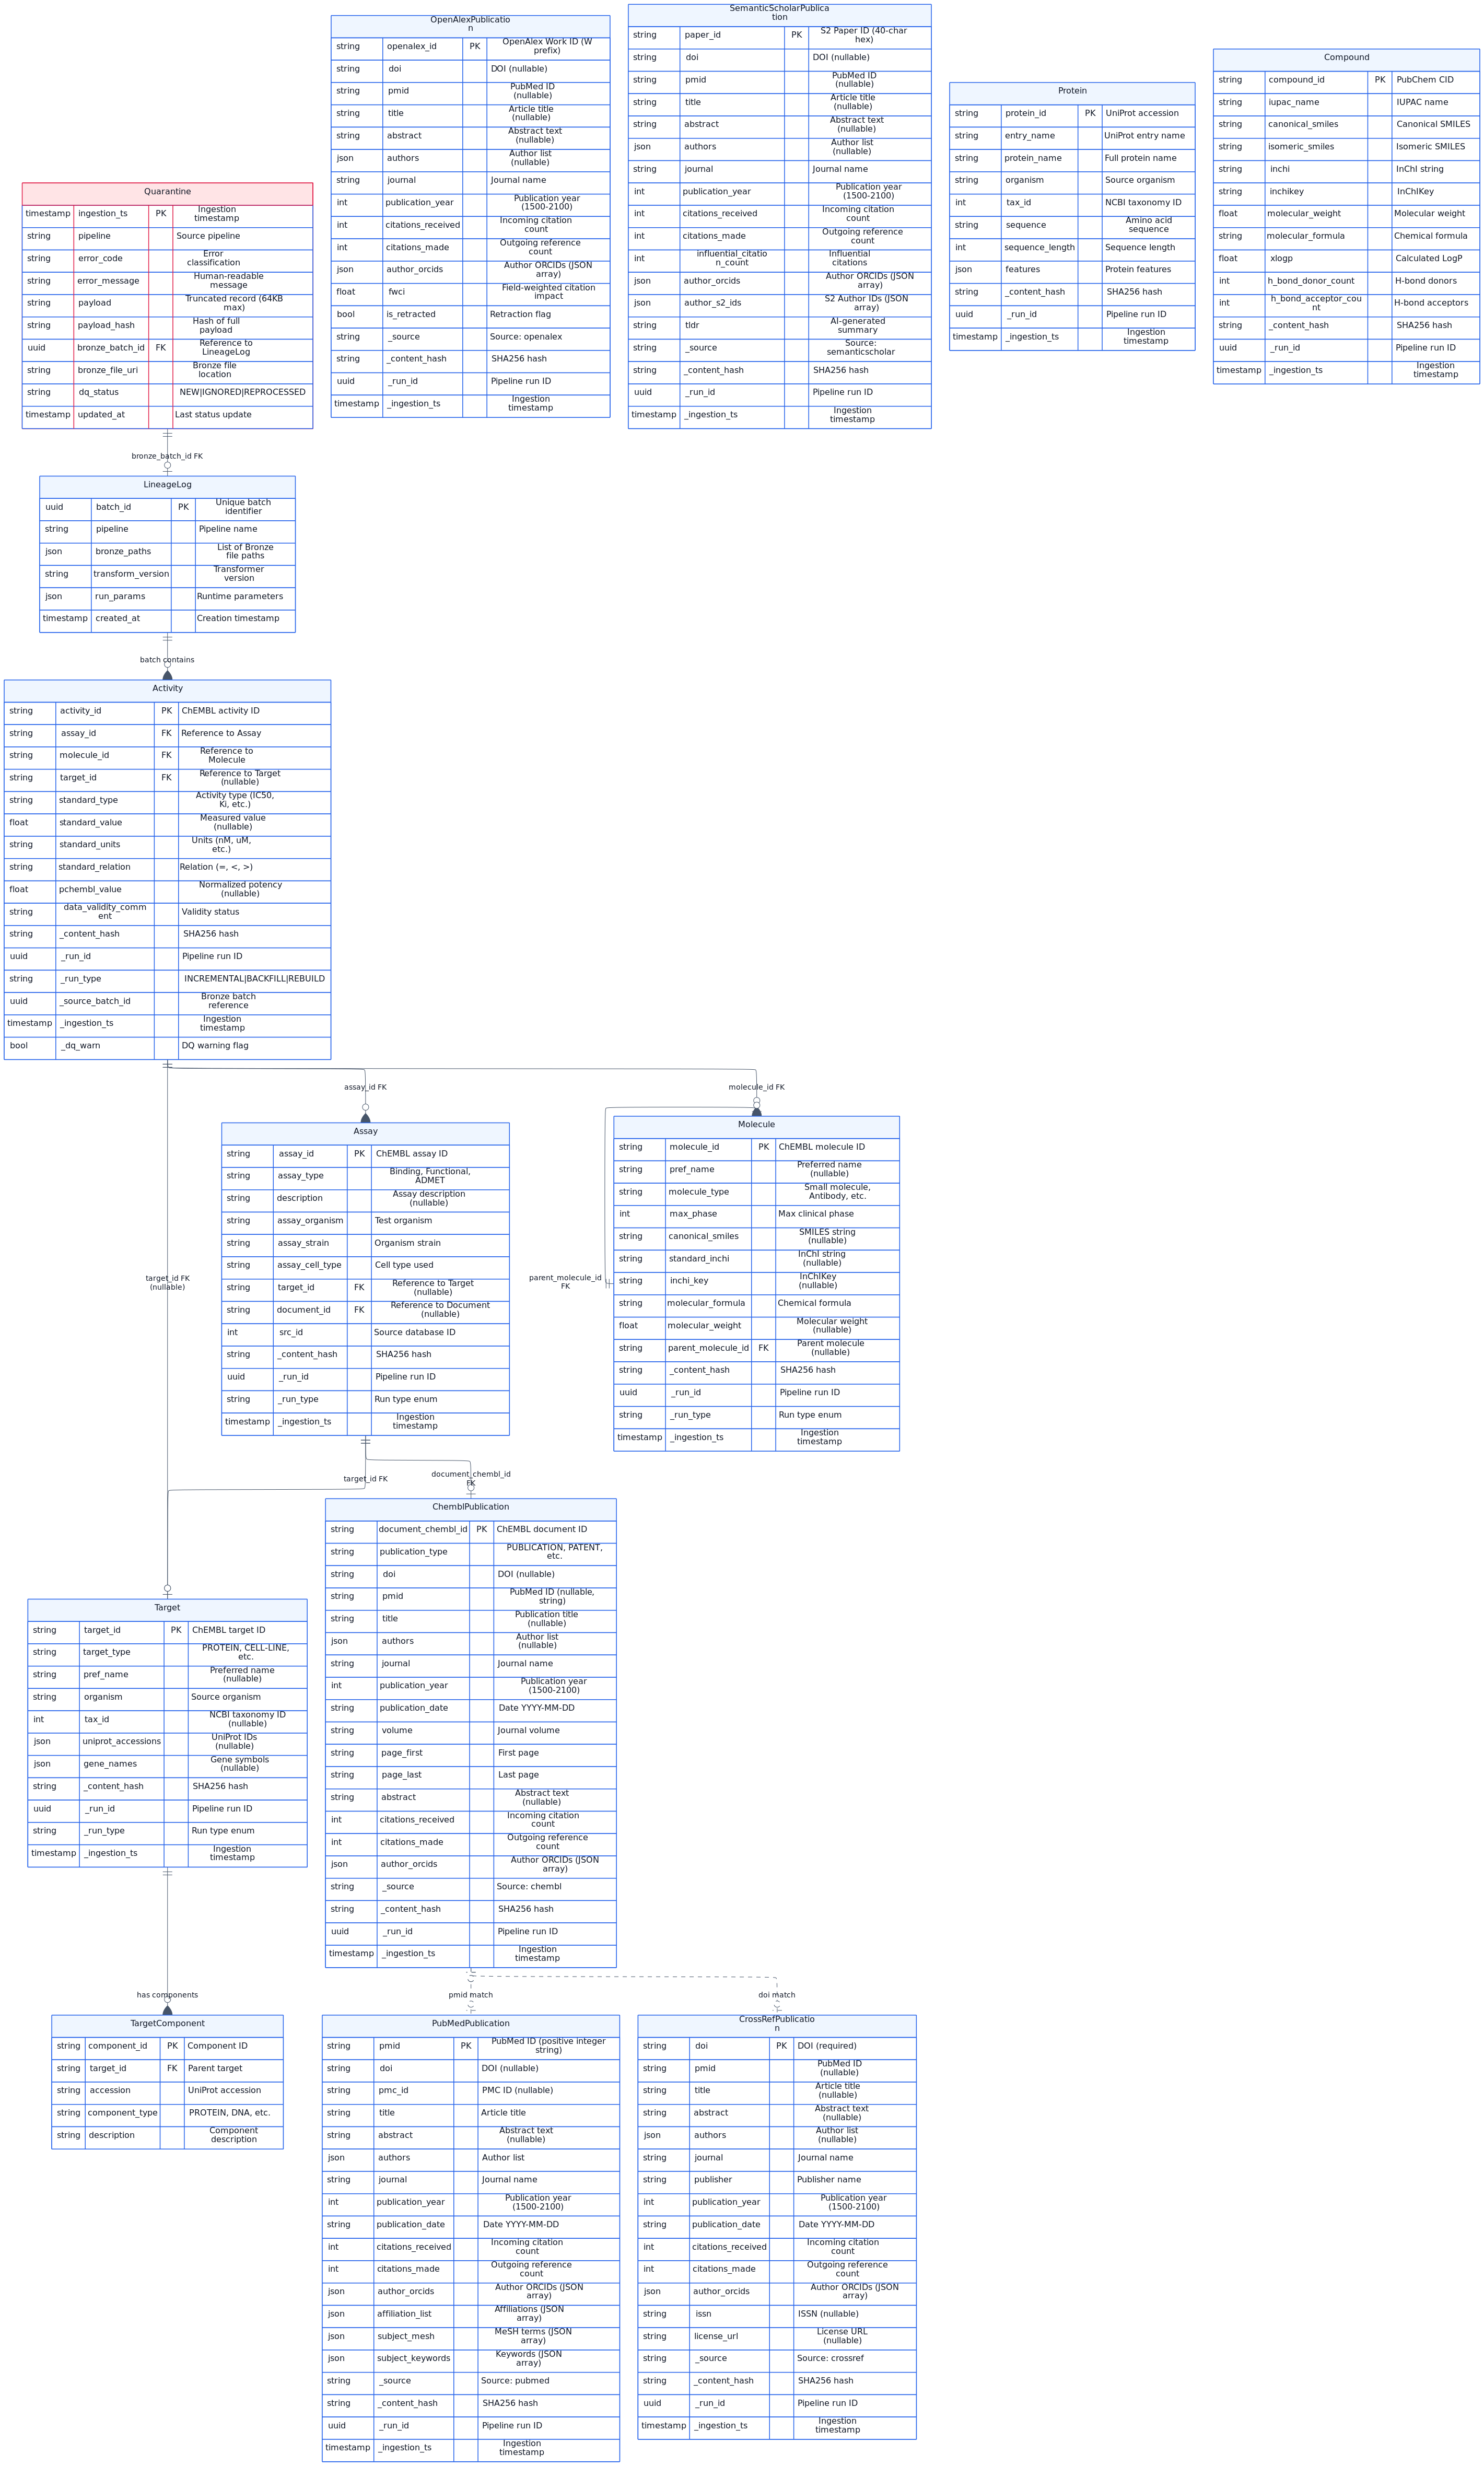 OpenAlexPublicatio
n
string openalex_id PK OpenAlex Work ID (W
prefix)
string doi DOI (nullable)
string pmid PubMed ID
(nullable)
string title Article title
(nullable)
string abstract Abstract text
(nullable)
json authors Author list
(nullable)
string journal Journal name
int publication_year Publication year
(1500-2100)
int citations_received Incoming citation
count
int citations_made Outgoing reference
count
json author_orcids Author ORCIDs (JSON
array)
float fwci Field-weighted citation
impact
bool is_retracted Retraction flag
string _source Source: openalex
string _content_hash SHA256 hash
uuid _run_id Pipeline run ID
timestamp _ingestion_ts Ingestion
timestamp
SemanticScholarPublica
tion
string paper_id PK S2 Paper ID (40-char
hex)
string doi DOI (nullable)
string pmid PubMed ID
(nullable)
string title Article title
(nullable)
string abstract Abstract text
(nullable)
json authors Author list
(nullable)
string journal Journal name
int publication_year Publication year
(1500-2100)
int citations_received Incoming citation
count
int citations_made Outgoing reference
count
int influential_citatio
n_count Influential
citations
json author_orcids Author ORCIDs (JSON
array)
json author_s2_ids S2 Author IDs (JSON
array)
string tldr AI-generated
summary
string _source Source:
semanticscholar
string _content_hash SHA256 hash
uuid _run_id Pipeline run ID
timestamp _ingestion_ts Ingestion
timestamp
Protein
string protein_id PK UniProt accession
string entry_name UniProt entry name
string protein_name Full protein name
string organism Source organism
int tax_id NCBI taxonomy ID
string sequence Amino acid
sequence
int sequence_length Sequence length
json features Protein features
string _content_hash SHA256 hash
uuid _run_id Pipeline run ID
timestamp _ingestion_ts Ingestion
timestamp
Compound
string compound_id PK PubChem CID
string iupac_name IUPAC name
string canonical_smiles Canonical SMILES
string isomeric_smiles Isomeric SMILES
string inchi InChI string
string inchikey InChIKey
float molecular_weight Molecular weight
string molecular_formula Chemical formula
float xlogp Calculated LogP
int h_bond_donor_count H-bond donors
int h_bond_acceptor_cou
nt H-bond acceptors
string _content_hash SHA256 hash
uuid _run_id Pipeline run ID
timestamp _ingestion_ts Ingestion
timestamp
Quarantine
timestamp ingestion_ts PK Ingestion
timestamp
string pipeline Source pipeline
string error_code Error
classification
string error_message Human-readable
message
string payload Truncated record (64KB
max)
string payload_hash Hash of full
payload
uuid bronze_batch_id FK Reference to
LineageLog
string bronze_file_uri Bronze file
location
string dq_status NEW|IGNORED|REPROCESSED
timestamp updated_at Last status update
bronze_batch_id FK
LineageLog
uuid batch_id PK Unique batch
identifier
string pipeline Pipeline name
json bronze_paths List of Bronze
file paths
string transform_version Transformer
version
json run_params Runtime parameters
timestamp created_at Creation timestamp
batch contains
Activity
string activity_id PK ChEMBL activity ID
string assay_id FK Reference to Assay
string molecule_id FK Reference to
Molecule
string target_id FK Reference to Target
(nullable)
string standard_type Activity type (IC50,
Ki, etc.)
float standard_value Measured value
(nullable)
string standard_units Units (nM, uM,
etc.)
string standard_relation Relation (=, <, >)
float pchembl_value Normalized potency
(nullable)
string data_validity_comm
ent Validity status
string _content_hash SHA256 hash
uuid _run_id Pipeline run ID
string _run_type INCREMENTAL|BACKFILL|REBUILD
uuid _source_batch_id Bronze batch
reference
timestamp _ingestion_ts Ingestion
timestamp
bool _dq_warn DQ warning flag
assay_id FK
molecule_id FK
target_id FK
(nullable)
parent_molecule_id
FK
Assay
string assay_id PK ChEMBL assay ID
string assay_type Binding, Functional,
ADMET
string description Assay description
(nullable)
string assay_organism Test organism
string assay_strain Organism strain
string assay_cell_type Cell type used
string target_id FK Reference to Target
(nullable)
string document_id FK Reference to Document
(nullable)
int src_id Source database ID
string _content_hash SHA256 hash
uuid _run_id Pipeline run ID
string _run_type Run type enum
timestamp _ingestion_ts Ingestion
timestamp
Molecule
string molecule_id PK ChEMBL molecule ID
string pref_name Preferred name
(nullable)
string molecule_type Small molecule,
Antibody, etc.
int max_phase Max clinical phase
string canonical_smiles SMILES string
(nullable)
string standard_inchi InChI string
(nullable)
string inchi_key InChIKey
(nullable)
string molecular_formula Chemical formula
float molecular_weight Molecular weight
(nullable)
string parent_molecule_id FK Parent molecule
(nullable)
string _content_hash SHA256 hash
uuid _run_id Pipeline run ID
string _run_type Run type enum
timestamp _ingestion_ts Ingestion
timestamp
target_id FK
document_chembl_id
FK
ChemblPublication
string document_chembl_id PK ChEMBL document ID
string publication_type PUBLICATION, PATENT,
etc.
string doi DOI (nullable)
string pmid PubMed ID (nullable,
string)
string title Publication title
(nullable)
json authors Author list
(nullable)
string journal Journal name
int publication_year Publication year
(1500-2100)
string publication_date Date YYYY-MM-DD
string volume Journal volume
string page_first First page
string page_last Last page
string abstract Abstract text
(nullable)
int citations_received Incoming citation
count
int citations_made Outgoing reference
count
json author_orcids Author ORCIDs (JSON
array)
string _source Source: chembl
string _content_hash SHA256 hash
uuid _run_id Pipeline run ID
timestamp _ingestion_ts Ingestion
timestamp
Target
string target_id PK ChEMBL target ID
string target_type PROTEIN, CELL-LINE,
etc.
string pref_name Preferred name
(nullable)
string organism Source organism
int tax_id NCBI taxonomy ID
(nullable)
json uniprot_accessions UniProt IDs
(nullable)
json gene_names Gene symbols
(nullable)
string _content_hash SHA256 hash
uuid _run_id Pipeline run ID
string _run_type Run type enum
timestamp _ingestion_ts Ingestion
timestamp
has components
pmid match
doi match
TargetComponent
string component_id PK Component ID
string target_id FK Parent target
string accession UniProt accession
string component_type PROTEIN, DNA, etc.
string description Component
description
PubMedPublication
string pmid PK PubMed ID (positive integer
string)
string doi DOI (nullable)
string pmc_id PMC ID (nullable)
string title Article title
string abstract Abstract text
(nullable)
json authors Author list
string journal Journal name
int publication_year Publication year
(1500-2100)
string publication_date Date YYYY-MM-DD
int citations_received Incoming citation
count
int citations_made Outgoing reference
count
json author_orcids Author ORCIDs (JSON
array)
json affiliation_list Affiliations (JSON
array)
json subject_mesh MeSH terms (JSON
array)
json subject_keywords Keywords (JSON
array)
string _source Source: pubmed
string _content_hash SHA256 hash
uuid _run_id Pipeline run ID
timestamp _ingestion_ts Ingestion
timestamp
CrossRefPublicatio
n
string doi PK DOI (required)
string pmid PubMed ID
(nullable)
string title Article title
(nullable)
string abstract Abstract text
(nullable)
json authors Author list
(nullable)
string journal Journal name
string publisher Publisher name
int publication_year Publication year
(1500-2100)
string publication_date Date YYYY-MM-DD
int citations_received Incoming citation
count
int citations_made Outgoing reference
count
json author_orcids Author ORCIDs (JSON
array)
string issn ISSN (nullable)
string license_url License URL
(nullable)
string _source Source: crossref
string _content_hash SHA256 hash
uuid _run_id Pipeline run ID
timestamp _ingestion_ts Ingestion
timestamp